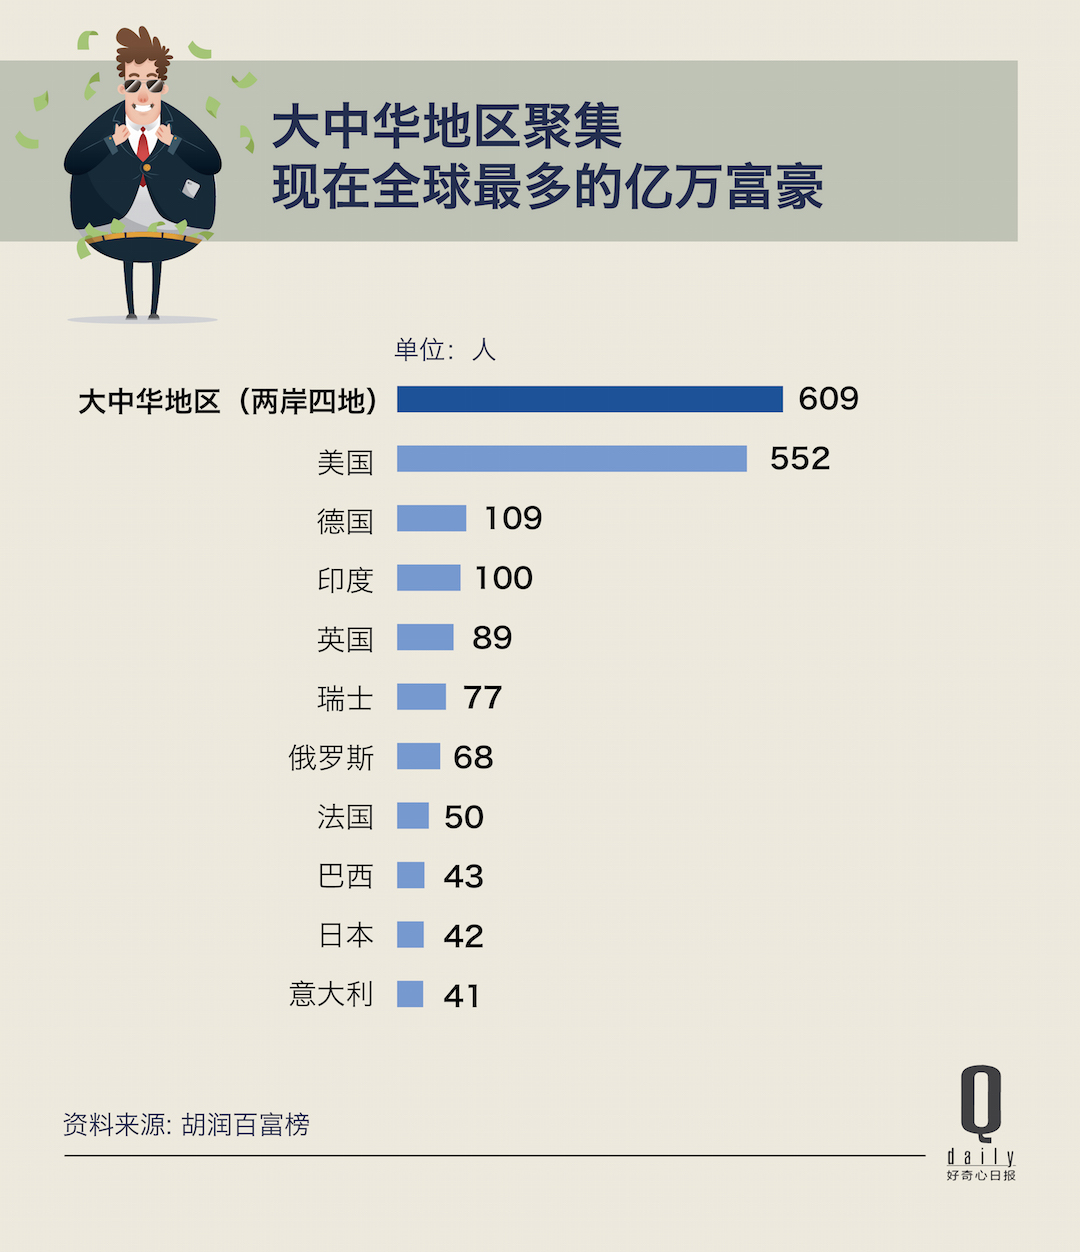 大中华地区聚集
现在全球最多的亿万富豪
单位：人
大中华地区（两岸四地） 609
美国 552
德国 109
印度 100
英国 89
瑞士 77
俄罗斯 68
法国 50
巴西 43
日本 42
意大利 41
资料来源: 胡润百富榜
Q
daily
好奇心日报